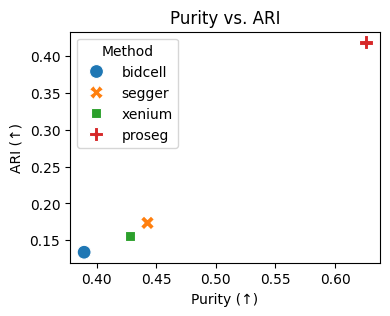 Purity vs. ARI
ARI (↑)
0.40
0.35
0.30
0.25
0.20
0.15
Method
bidcell
segger
xenium
proseg
0.40 0.45 0.50 0.55 0.60
Purity (↑)